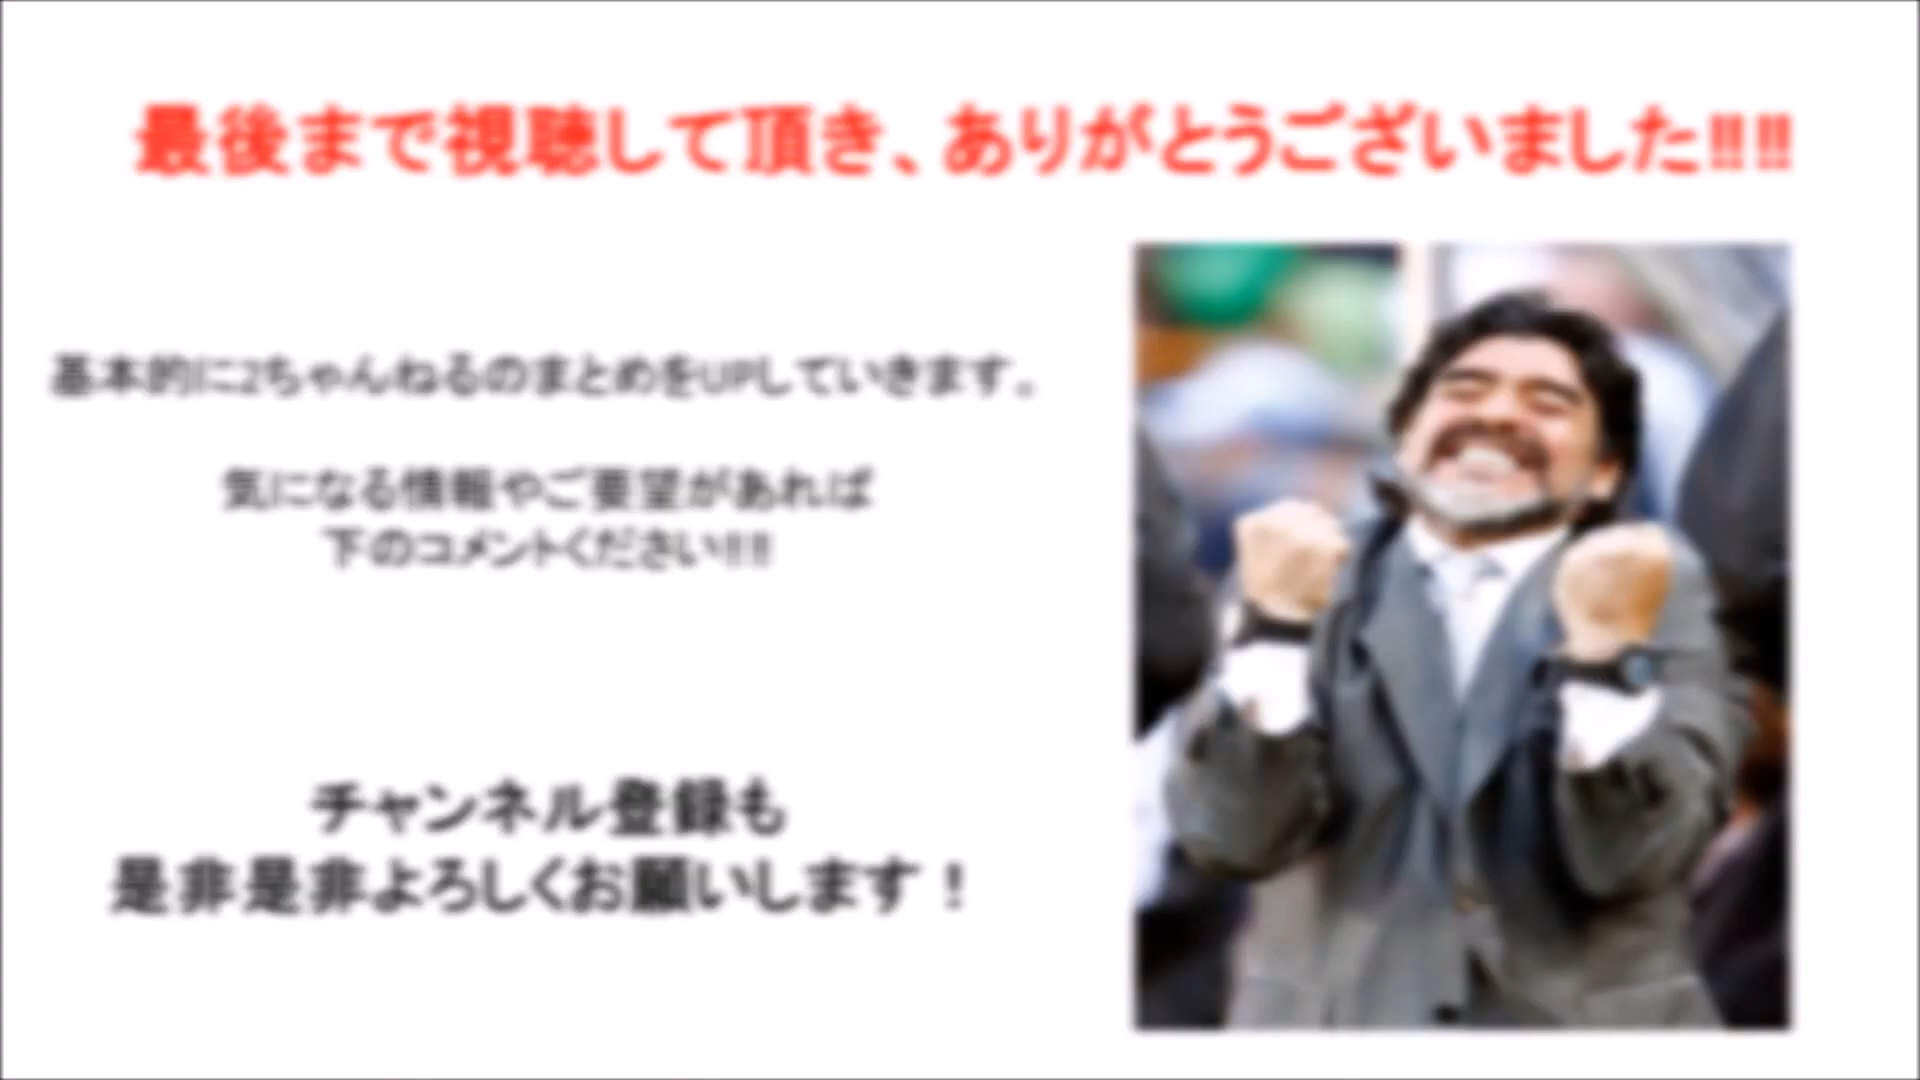 最後まで視聴して頂き、ありがとうございました!!!!
基本的に2ちゃんねるのまとめをUPしていきます。
気になる情報やご要望があれば
下のコメントください!!!
チャンネル登録も
是非是非よろしくお願いします！